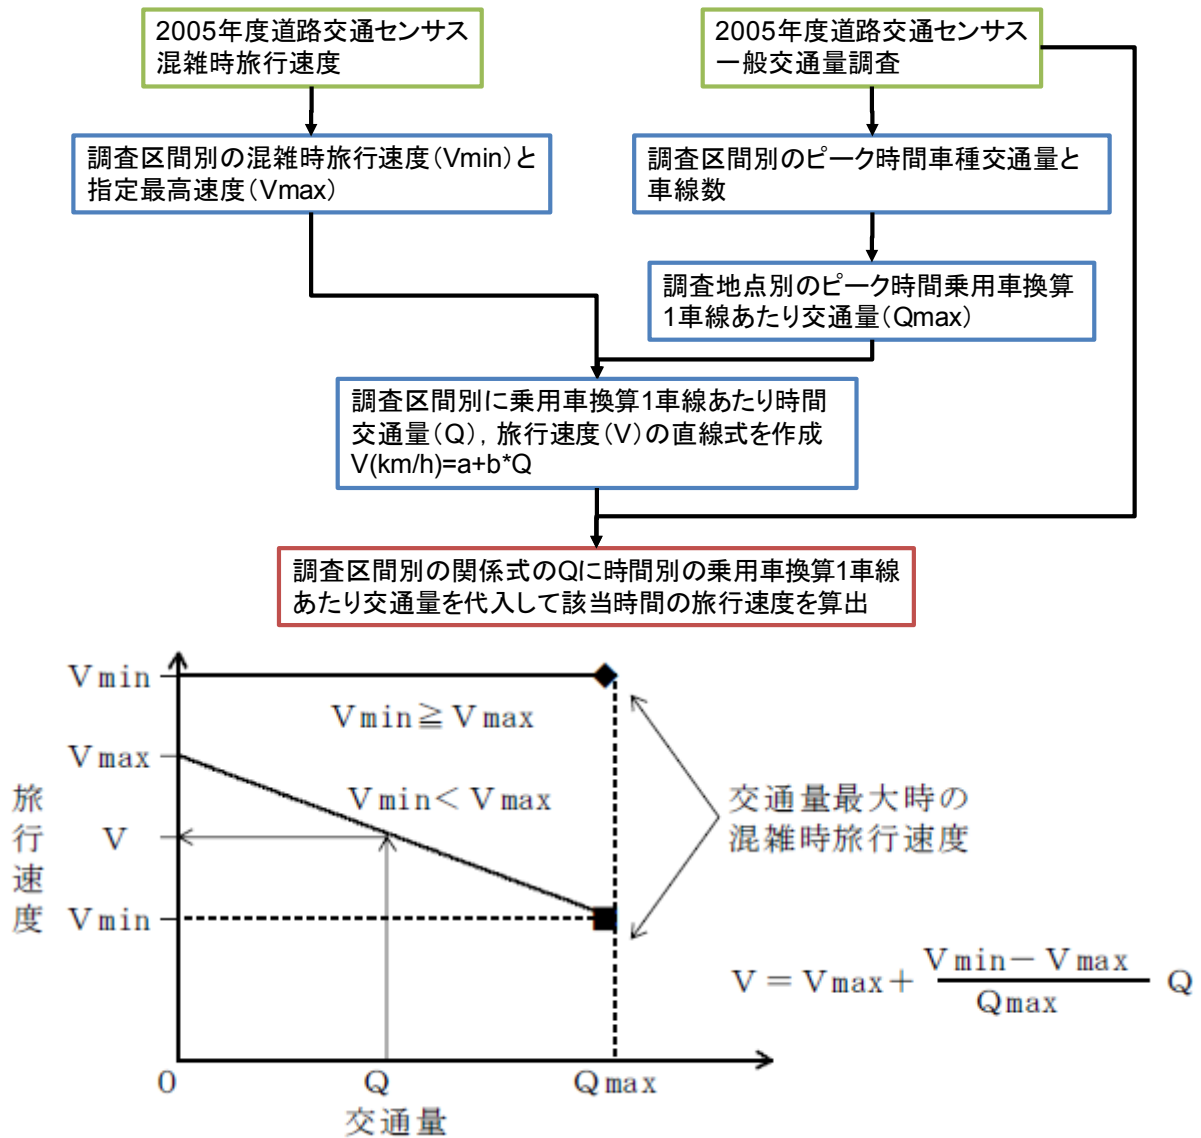 2005年度道路交通センサス
混雑時旅行速度
2005年度道路交通センサス
一般交通量調査
調査区間別の混雑時旅行速度(Vmin)と
指定最高速度(Vmax)
調査区間別のピーク時間車種交通量と
車線数
調査地点別のピーク時間乗用車換算
1車線あたり交通量(Qmax)
調査区間別に乗用車換算1車線あたり時間
交通量(Q), 旅行速度(V)の直線式を作成
V(km/h)=a+b*Q
調査区間別の関係式のQに時間別の乗用車換算1車線
あたり交通量を代入して該当時間の旅行速度を算出
Vmin
Vmin≧Vmax
Vmax
Vmin<Vmax
旅行速度
V
Vmin
交通量最大時の
混雑時旅行速度
V=Vmax+ Vmin-Vmax / Qmax Q
0
Q
Qmax
交通量